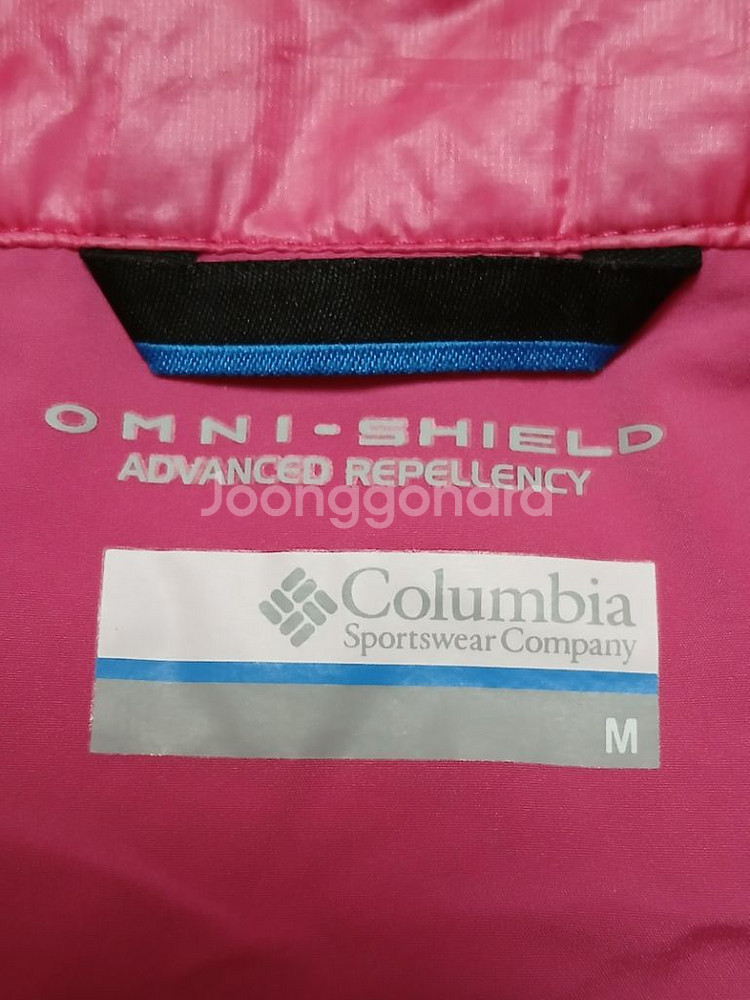 OMNI-SHIELD
ADVANCED REPELLENCY
Joonggonara
Columbia
Sportswear Company
M